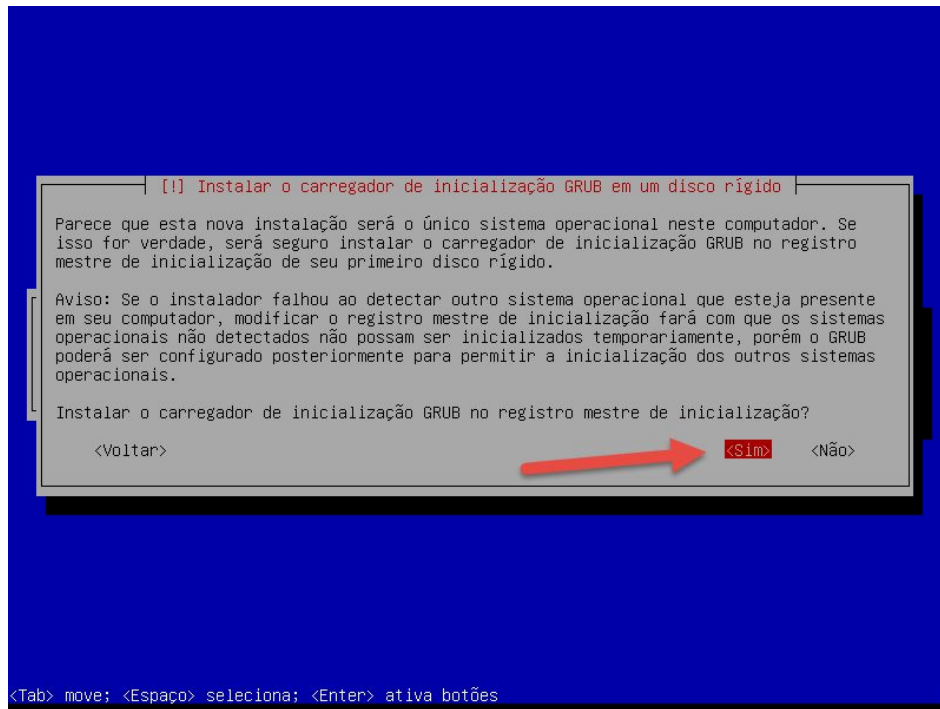 [!] Instalar o carregador de inicialização GRUB em um disco rígido
Parece que esta nova instalação será o único sistema operacional neste computador. Se
isso for verdade, será seguro instalar o carregador de inicialização GRUB no registro
mestre de inicialização de seu primeiro disco rígido.
Aviso: Se o instalador falhou ao detectar outro sistema operacional que esteja presente
em seu computador, modificar o registro mestre de inicialização fará com que os sistemas
operacionais não detectados não possam ser inicializados temporariamente, porém o GRUB
poderá ser configurado posteriormente para permitir a inicialização dos outros sistemas
operacionais.
Instalar o carregador de inicialização GRUB no registro mestre de inicialização?
<Voltar> <Sim> <Não>
<Tab> move; <Espaço> seleciona; <Enter> ativa botões